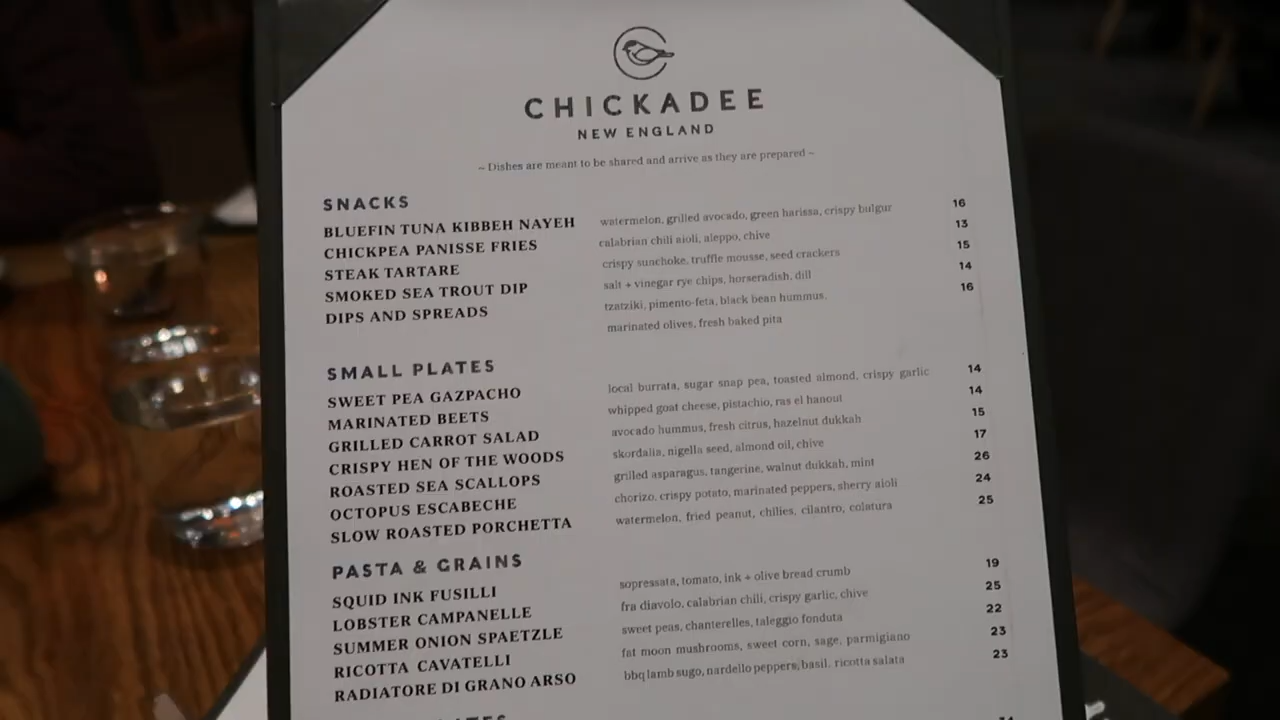 CHICKADEE
NEW ENGLAND
~ Dishes are meant to be shared and arrive as they are prepared ~
SNACKS
BLUEFIN TUNA KIBBEH NAYEH watermelon, grilled avocado, green harissa, crispy bulgur 16
CHICKPEA PANISSE FRIES calabrian chili aioli, aleppo, chive 13
STEAK TARTARE crispy sunchoke, truffle mousse, seed crackers 15
SMOKED SEA TROUT DIP salt + vinegar rye chips, horseradish, dill 14
DIPS AND SPREADS tzatziki, pimento-feta, black bean hummus, 16
marinated olives, fresh baked pita
SMALL PLATES
SWEET PEA GAZPACHO local burrata, sugar snap pea, toasted almond, crispy garlic 14
MARINATED BEETS whipped goat cheese, pistachio, ras el hanout 14
GRILLED CARROT SALAD avocado hummus, fresh citrus, hazelnut dukkah 15
CRISPY HEN OF THE WOODS skordalia, nigella seed, almond oil, chive 17
ROASTED SEA SCALLOPS grilled asparagus, tangerine, walnut dukkah, mint 26
OCTOPUS ESCABECHE chorizo, crispy potato, marinated peppers, sherry aioli 24
SLOW ROASTED PORCHETTA watermelon, fried peanut, chilies, cilantro, colatura 25
PASTA & GRAINS
SQUID INK FUSILLI sopressata, tomato, ink + olive bread crumb 19
LOBSTER CAMPANELLE fra diavolo, calabrian chili, crispy garlic, chive 25
SUMMER ONION SPAETZLE sweet peas, chanterelles, taleggio fonduta 22
RICOTTA CAVATELLI fat moon mushrooms, sweet corn, sage, parmigiano 23
RADIATORE DI GRANO ARSO bbq lamb sugo, nardello peppers, basil, ricotta salata 23